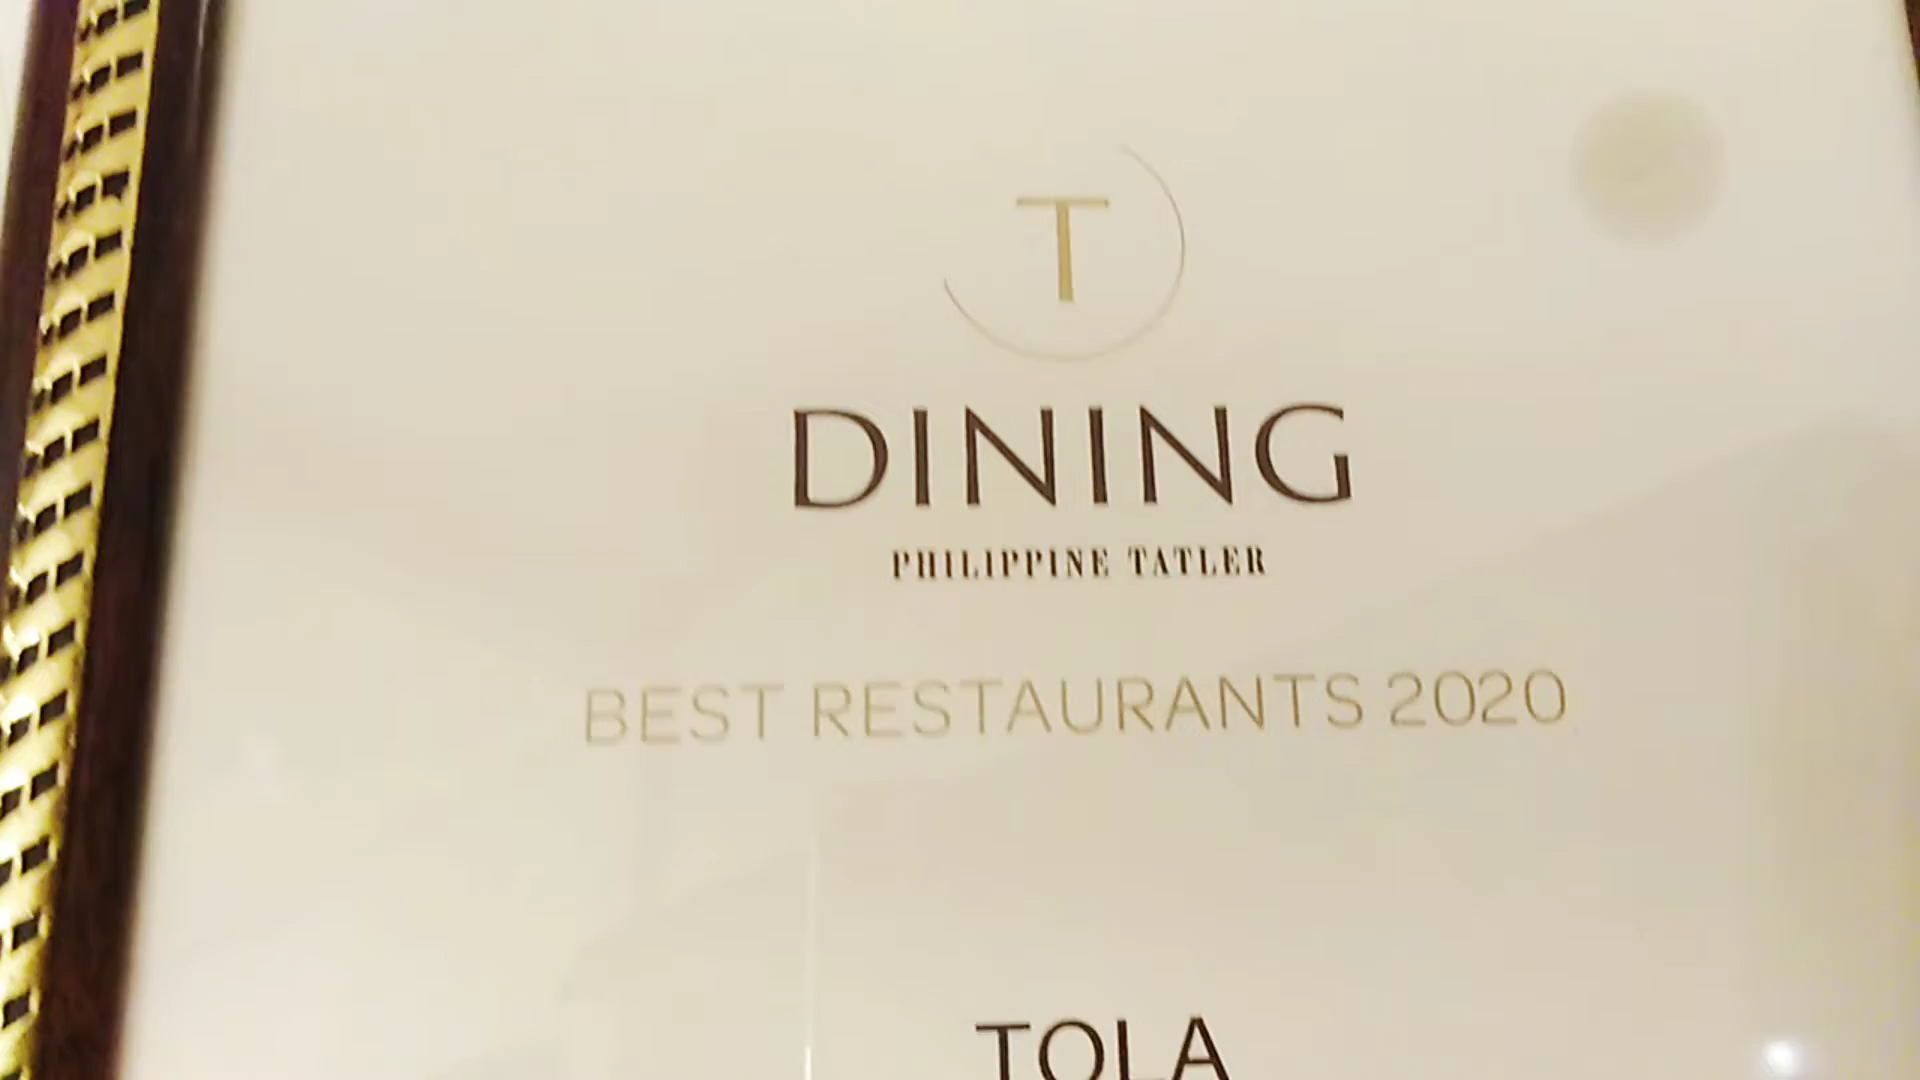 T
DINING
PHILIPPINE TATLER
BEST RESTAURANTS 2020
TOLA